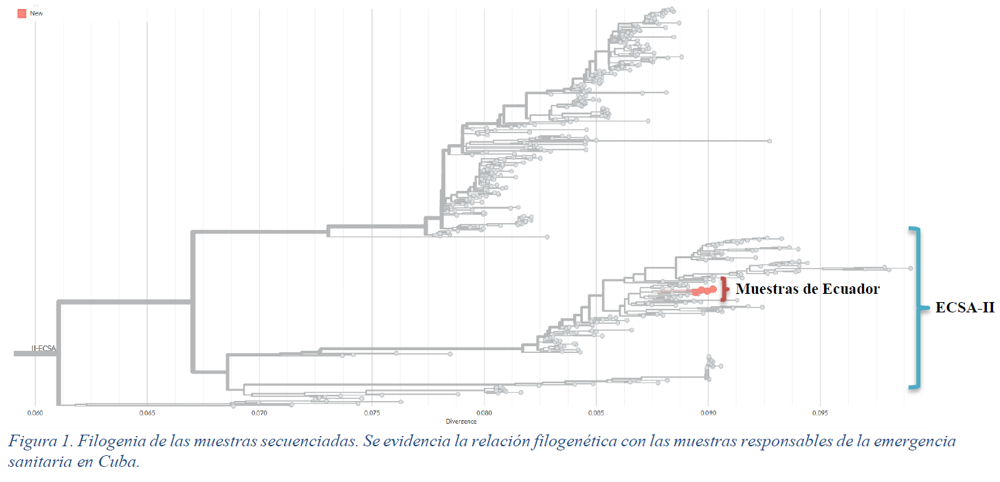 New
Muestras de Ecuador
ECSA-II
II-ECSA
0.060 0.065 0.070 0.075 0.080 0.085 0.090 0.095
Divergence
Figura 1. Filogenia de las muestras secuenciadas. Se evidencia la relación filogenética con las muestras responsables de la emergencia
sanitaria en Cuba.